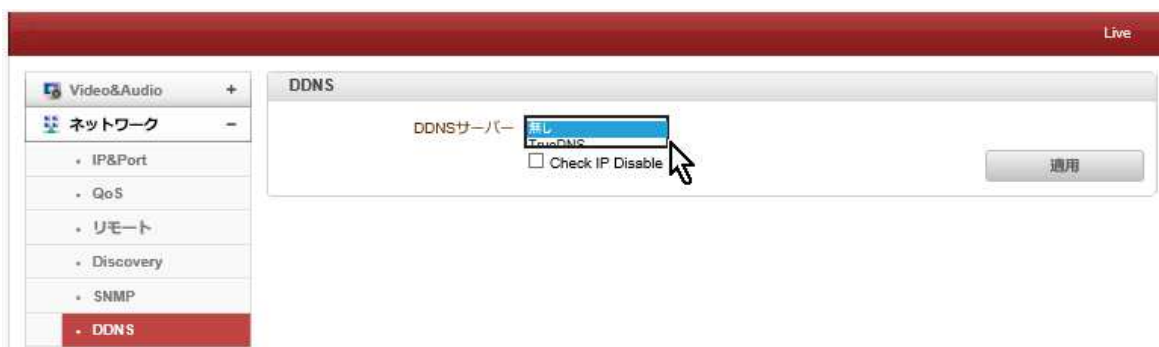 Live
Video&Audio +
ネットワーク -
• IP&Port
• QoS
• リモート
• Discovery
• SNMP
• DDNS
DDNS
DDNSサーバー 無し
TrueDNS
Check IP Disable
適用